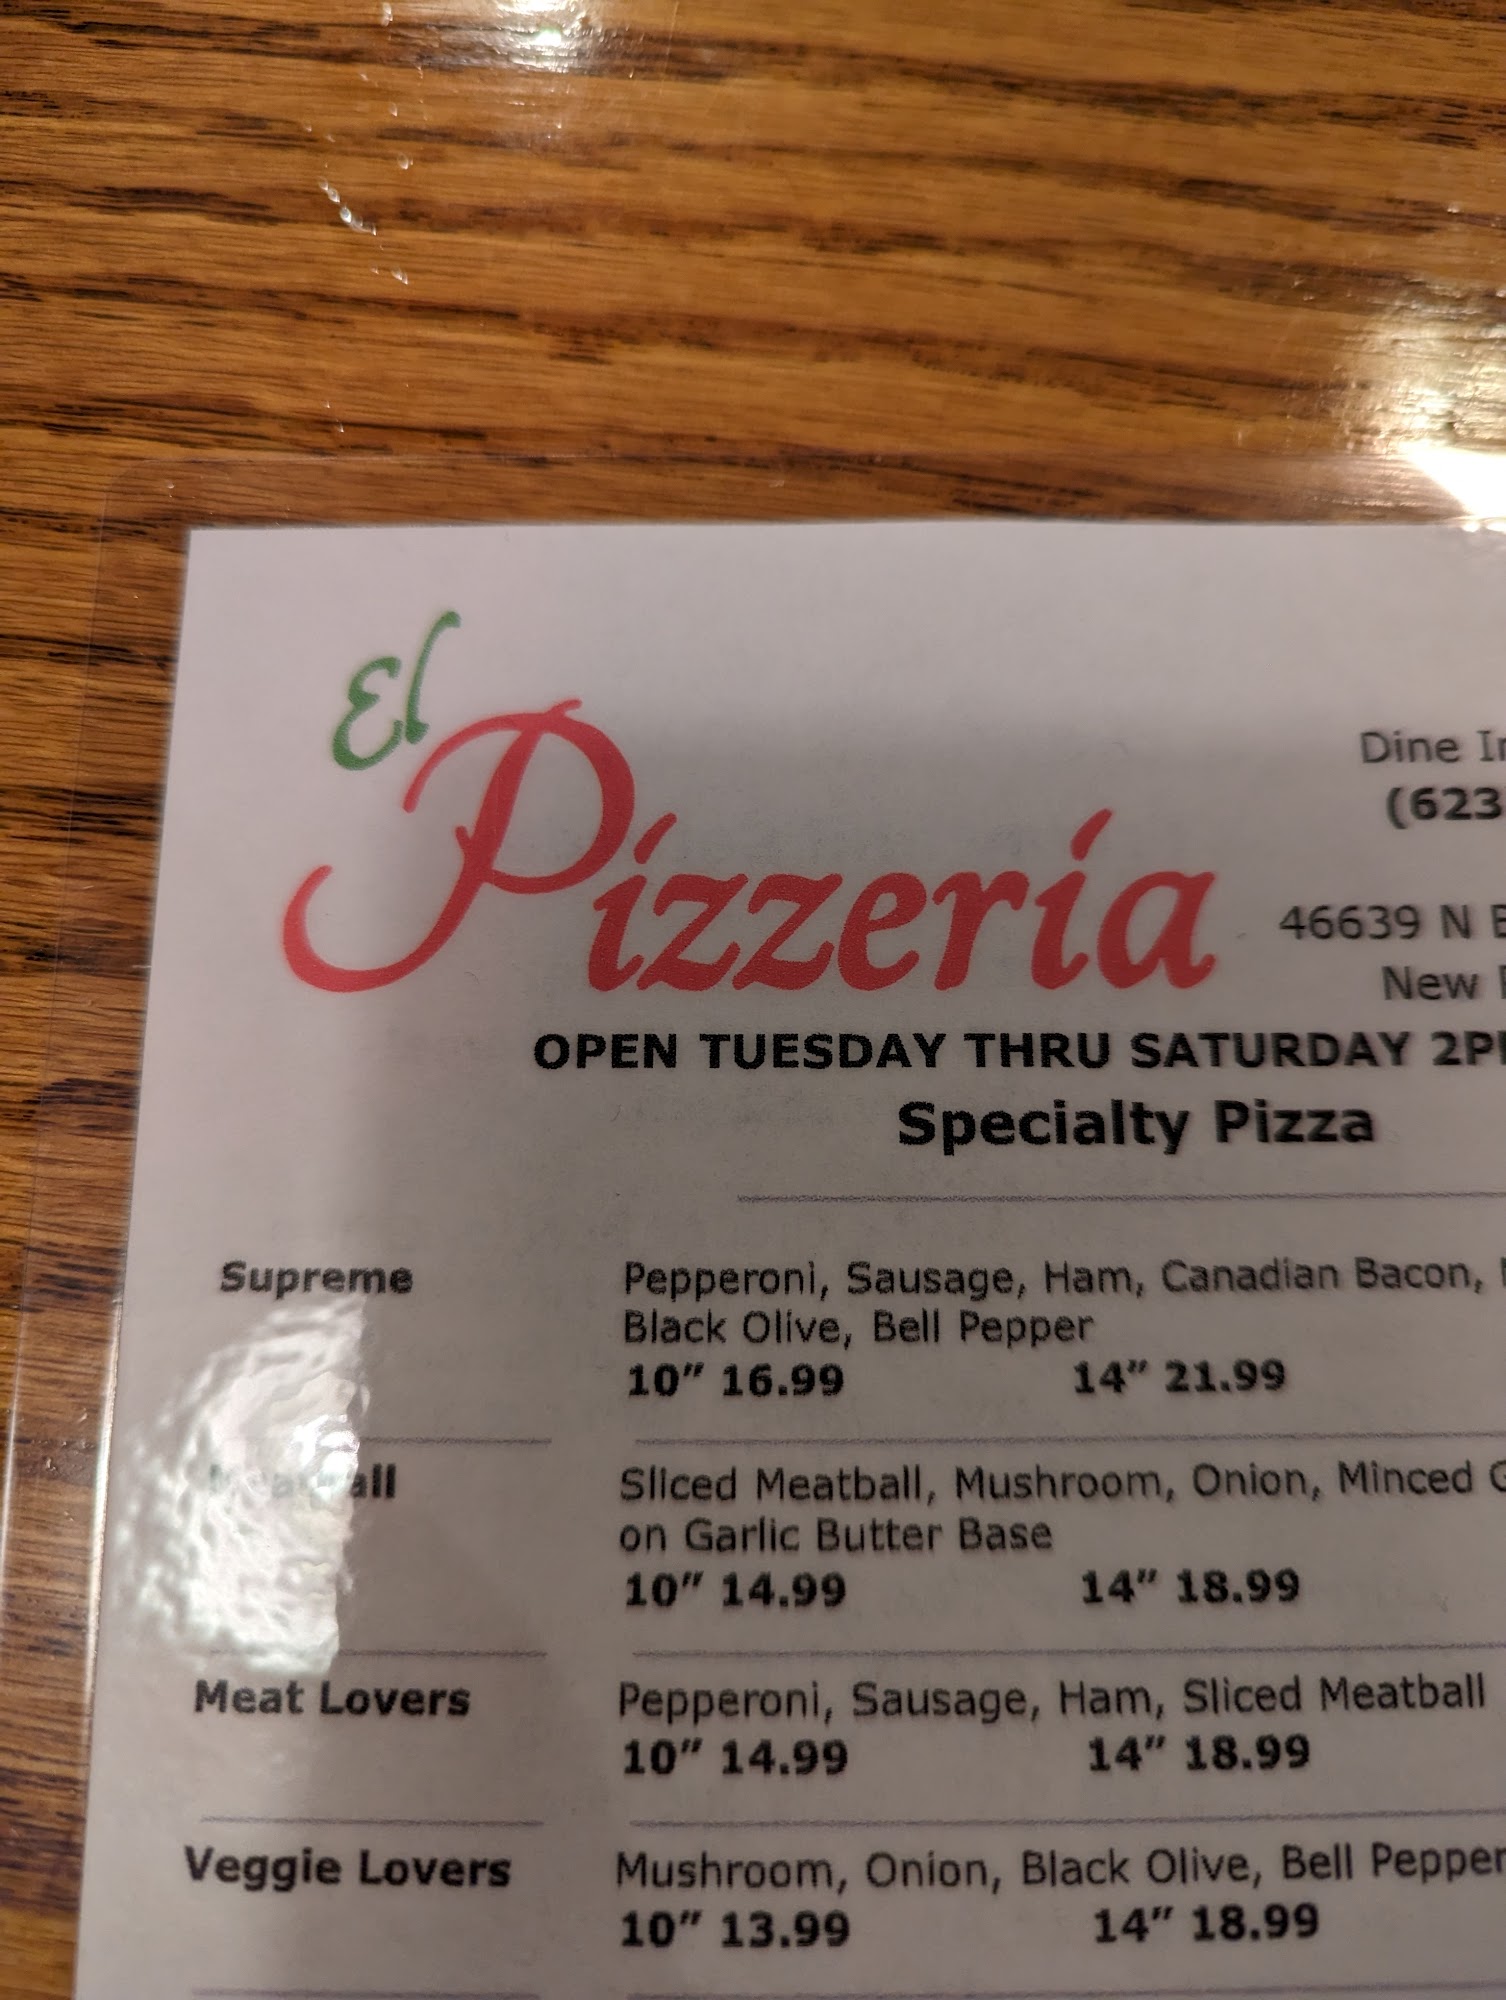 El
Pizzeria
Dine In
(623
46639 N
New
OPEN TUESDAY THRU SATURDAY 2PM
Specialty Pizza
Supreme
Pepperoni, Sausage, Ham, Canadian Bacon,
Black Olive, Bell Pepper
10" 16.99 14" 21.99
Meatball
Sliced Meatball, Mushroom, Onion, Minced
on Garlic Butter Base
10" 14.99 14" 18.99
Meat Lovers
Pepperoni, Sausage, Ham, Sliced Meatball
10" 14.99 14" 18.99
Veggie Lovers
Mushroom, Onion, Black Olive, Bell Pepper
10" 13.99 14" 18.99